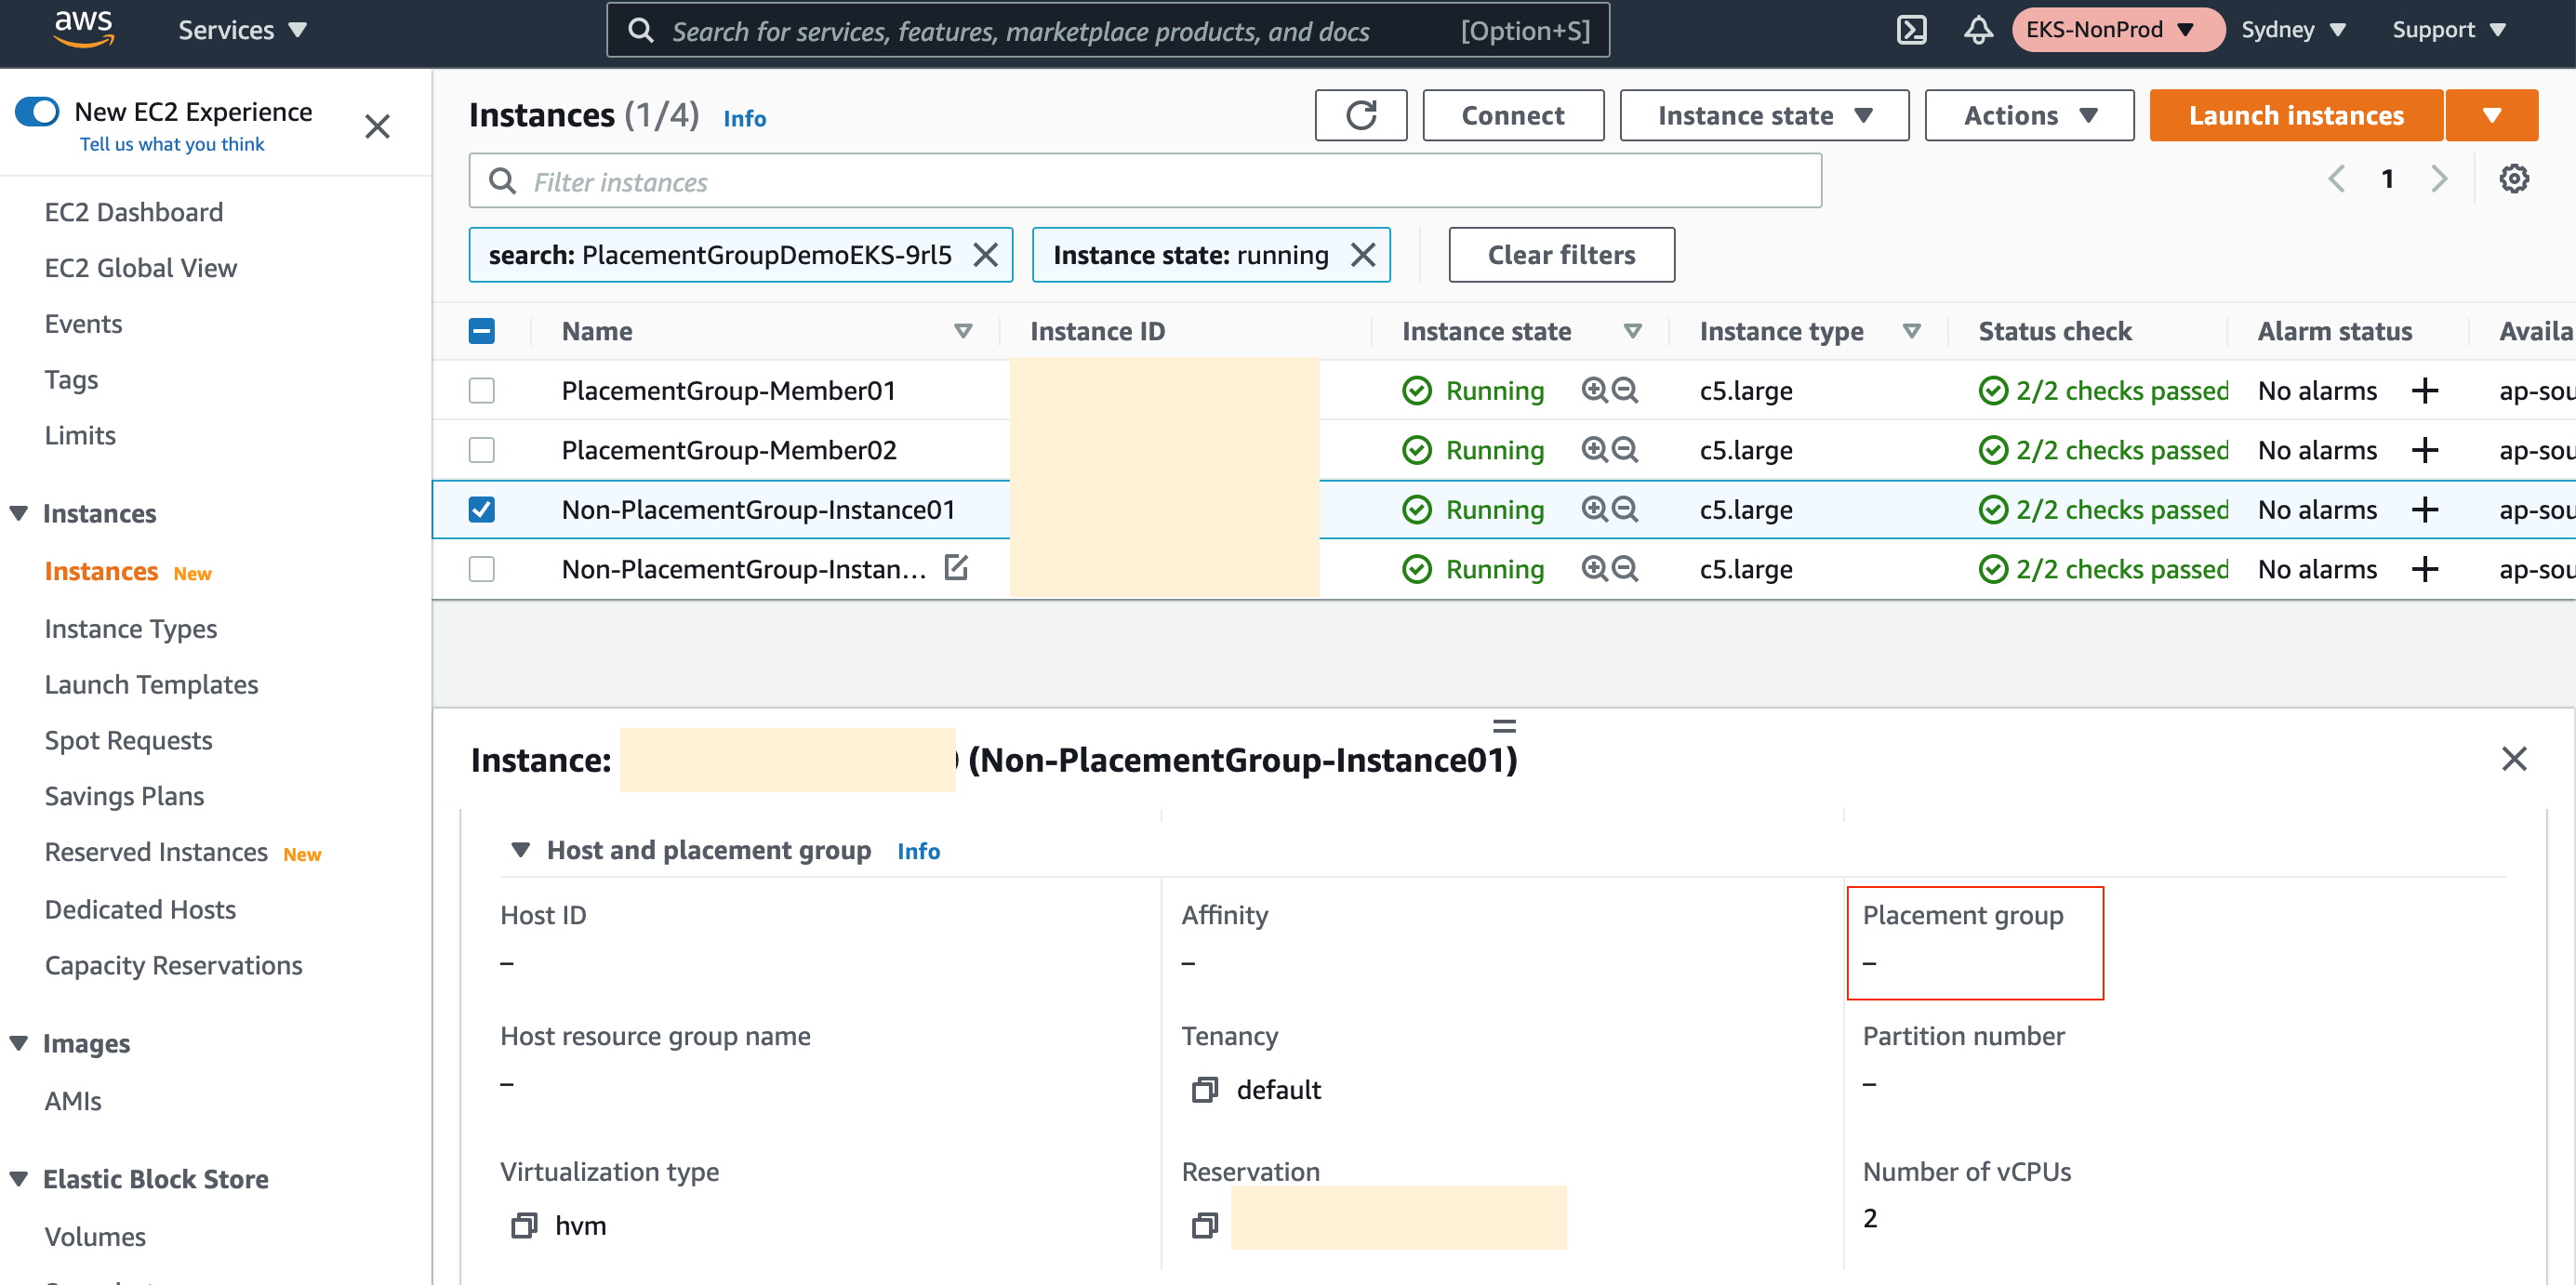 aws Services Search for services, features, marketplace products, and docs [Option+S] EKS-NonProd Sydney Support
New EC2 Experience
Tell us what you think
EC2 Dashboard
EC2 Global View
Events
Tags
Limits
Instances
Instances New
Instance Types
Launch Templates
Spot Requests
Savings Plans
Reserved Instances New
Dedicated Hosts
Capacity Reservations
Images
AMIs
Elastic Block Store
Volumes
Instances (1/4) Info Connect Instance state Actions Launch instances
Filter instances 1
search: PlacementGroupDemoEKS-9rl5 Instance state: running Clear filters
Name Instance ID Instance state Instance type Status check Alarm status Availa
PlacementGroup-Member01 Running c5.large 2/2 checks passed No alarms ap-sou
PlacementGroup-Member02 Running c5.large 2/2 checks passed No alarms ap-sou
Non-PlacementGroup-Instance01 Running c5.large 2/2 checks passed No alarms ap-sou
Non-PlacementGroup-Instan... Running c5.large 2/2 checks passed No alarms ap-sou
Instance: (Non-PlacementGroup-Instance01)
Host and placement group Info
Host ID Affinity Placement group
– – –
Host resource group name Tenancy Partition number
– default –
Virtualization type Reservation Number of vCPUs
hvm 2